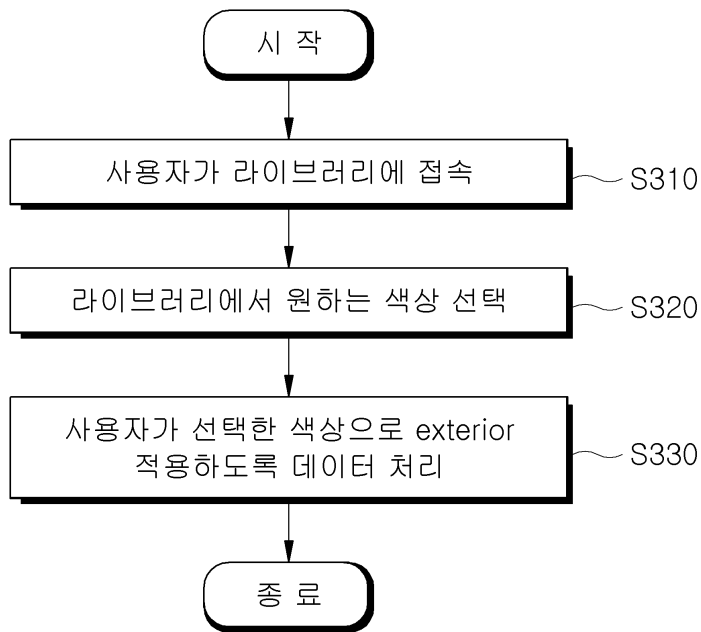 시 작
사용자가 라이브러리에 접속
S310
라이브러리에서 원하는 색상 선택
S320
사용자가 선택한 색상으로 exterior
적용하도록 데이터 처리
S330
종 료